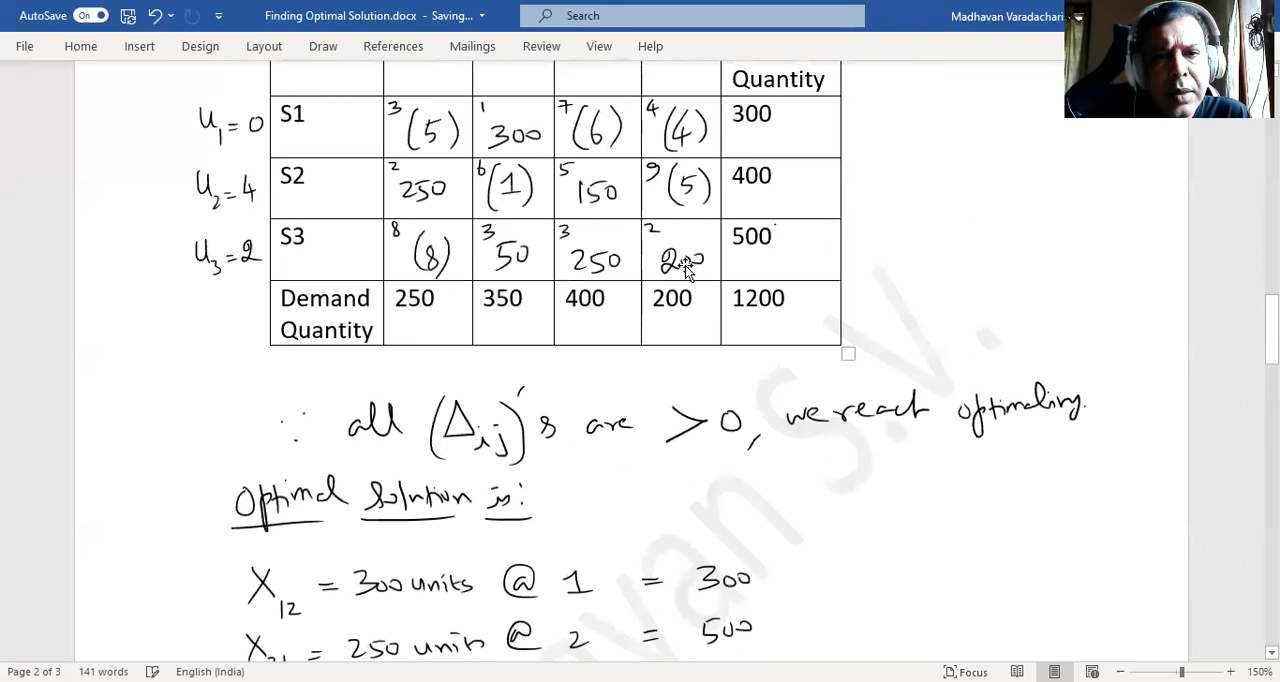 AutoSave On Finding Optimal Solution.docx - Saving... Search Madhavan Varadachari
File Home Insert Design Layout Draw References Mailings Review View Help
Quantity
U1 = 0 S1 3 (5) 1 300 7 (6) 4 (4) 300
U2 = 4 S2 2 250 6 (1) 5 150 9 (5) 400
U3 = 2 S3 8 (8) 3 50 3 250 2 200 500
Demand Quantity 250 350 400 200 1200
∴ all (Δij)'s are > 0, we reach optimality.
Optimal Solution is:
X12 = 300 units @ 1 = 300
X21 = 250 units @ 2 = 500
van S.V.
Page 2 of 3 141 words English (India) Focus 150%